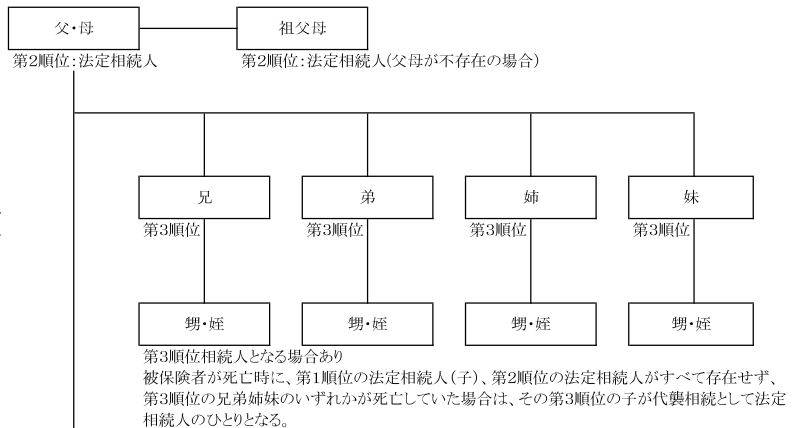 父・母 祖父母
第2順位：法定相続人 第2順位：法定相続人（父母が不存在の場合）
兄 弟 姉 妹
第3順位 第3順位 第3順位 第3順位
甥・姪 甥・姪 甥・姪 甥・姪
第3順位相続人となる場合あり
被保険者が死亡時に、第1順位の法定相続人（子）、第2順位の法定相続人がすべて存在せず、
第3順位の兄弟姉妹のいずれかが死亡していた場合は、その第3順位の子が代襲相続として法定
相続人のひとりとなる。